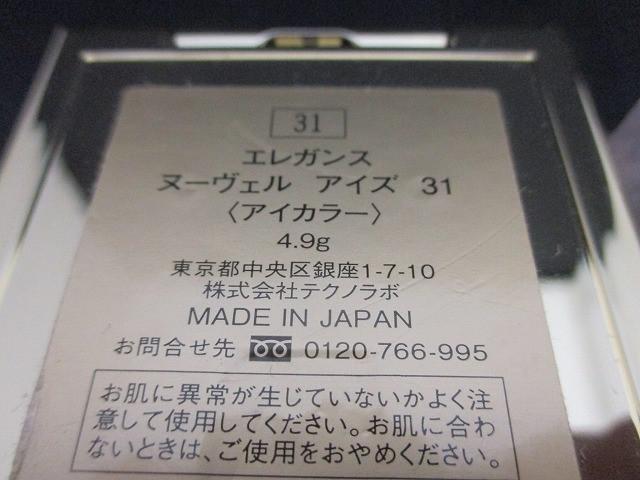 31
エレガンス
ヌーヴェル アイズ 31
〈アイカラー〉
4.9g
東京都中央区銀座1-7-10
株式会社テクノラボ
MADE IN JAPAN
お問合せ先 0120-766-995
お肌に異常が生じていないかよく注
意して使用してください。お肌に合わ
ないときは、ご使用をおやめください。